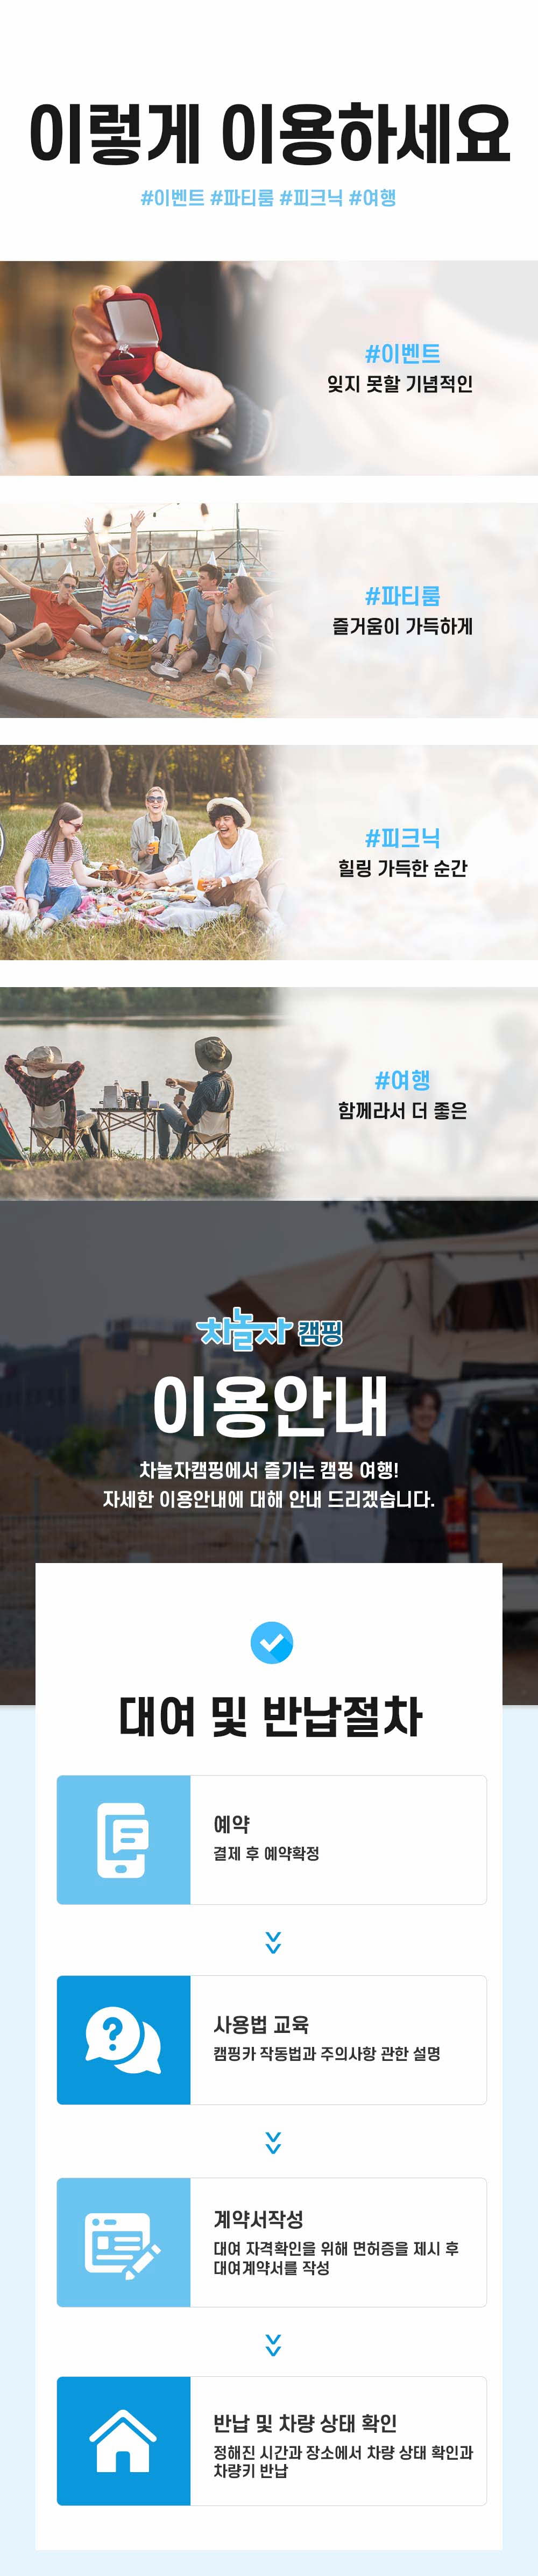 이렇게 이용하세요
#이벤트 #파티룸 #피크닉 #여행
#이벤트
잊지 못할 기념적인
#파티룸
즐거움이 가득하게
#피크닉
힐링 가득한 순간
#여행
함께라서 더 좋은
차놀자 캠핑
이용안내
차놀자캠핑에서 즐기는 캠핑 여행!
자세한 이용안내에 대해 안내 드리겠습니다.
대여 및 반납절차
예약
결제 후 예약확정
사용법 교육
캠핑카 작동법과 주의사항 관한 설명
계약서작성
대여 자격확인을 위해 면허증을 제시 후
대여계약서를 작성
반납 및 차량 상태 확인
정해진 시간과 장소에서 차량 상태 확인과
차량키 반납